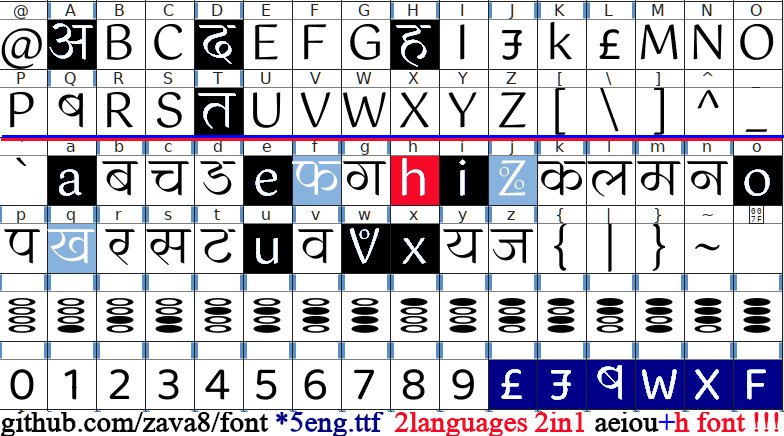 @ A B C D E F G H I J K L M N O
@ अ B C द E F G ह I Ɉ k £ M N O
P Q R S T U V W X Y Z [ \ ] ^ _
P R S त U V W X Y Z [ \ ] ^ _
` a b c d e f g h i j k l m n o
` a ब च ड e फ ग h i क ल म न o
p q r s t u v w x y z { | } ~
प ख र स ट u व x य ज { | } ~
0 1 2 3 4 5 6 7 8 9 £ W X F
github.com/zava8/font *5eng.ttf 2languages 2in1 aeiou+h font !!!